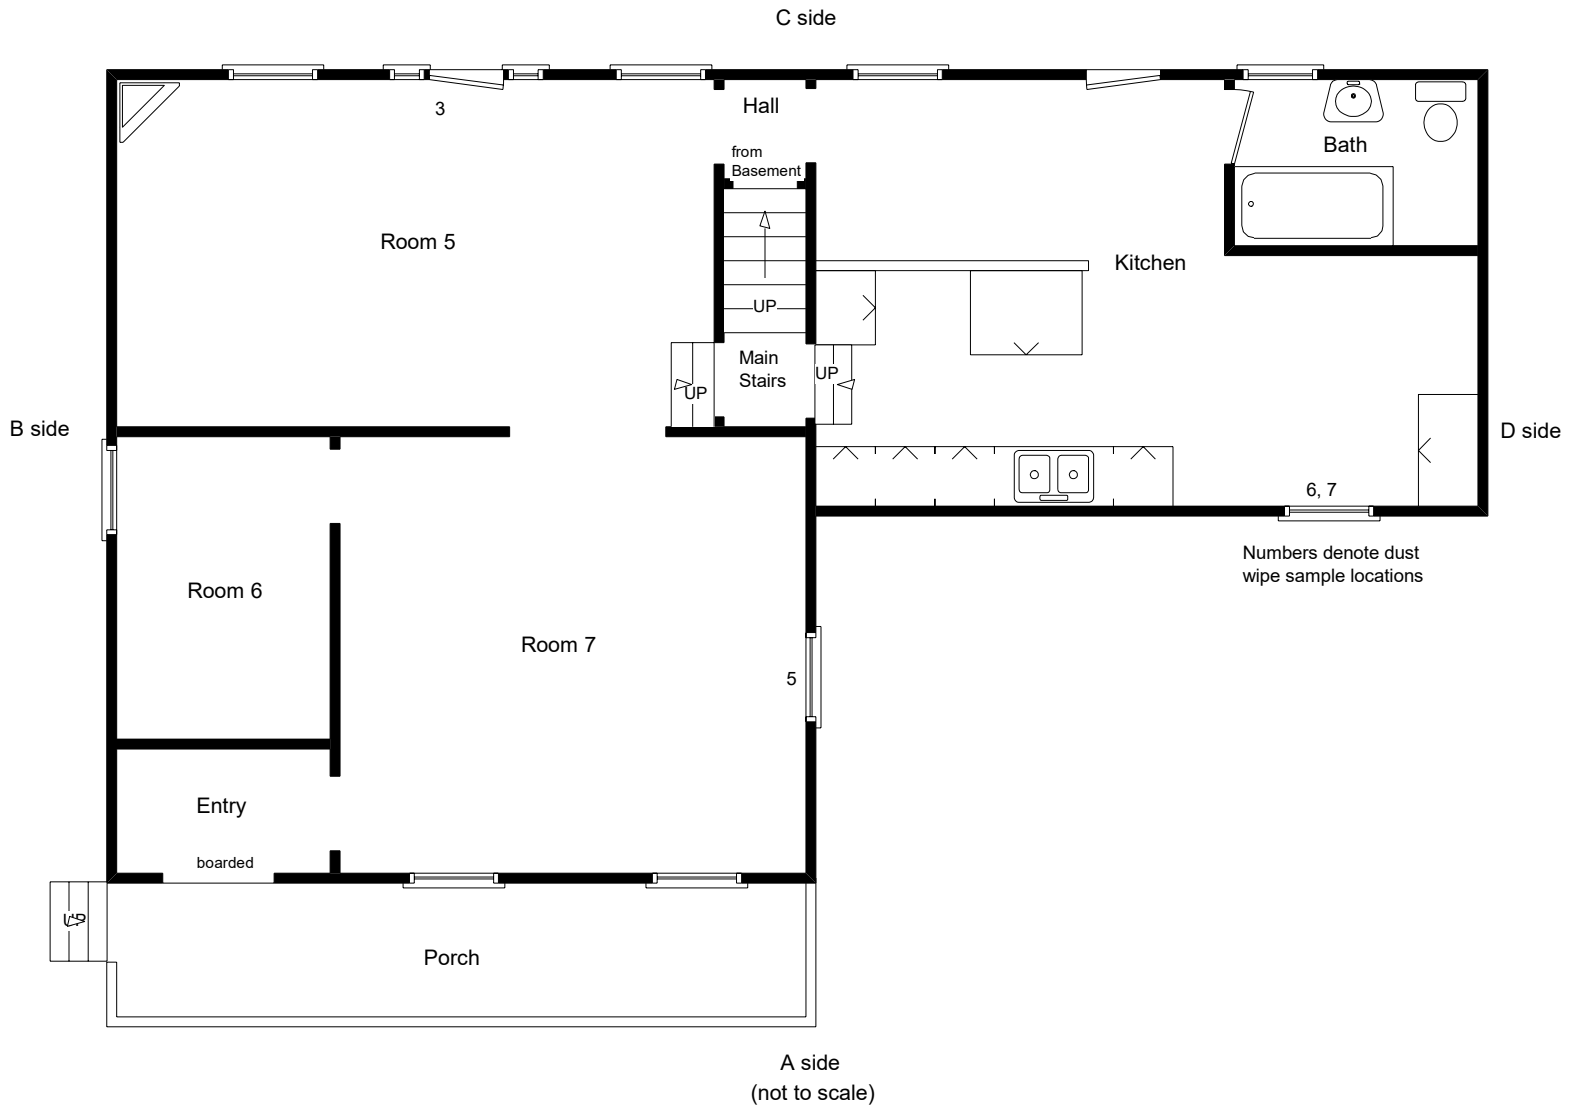 C side
3
Hall
from
Basement
Bath
Room 5
Kitchen
UP
Main
Stairs
UP
UP
B side
D side
6, 7
Numbers denote dust
wipe sample locations
Room 6
Room 7
5
Entry
boarded
Porch
A side
(not to scale)